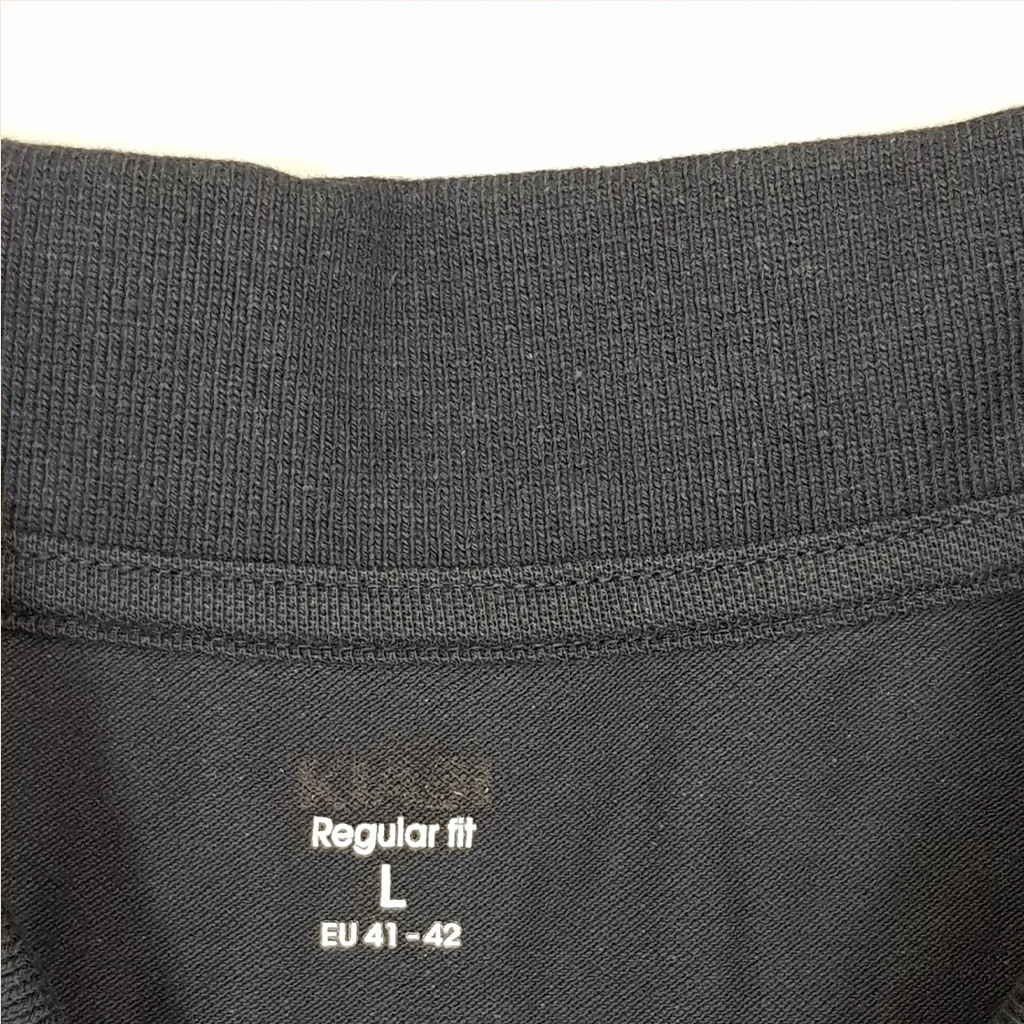 Regular fit
L
EU 41 - 42